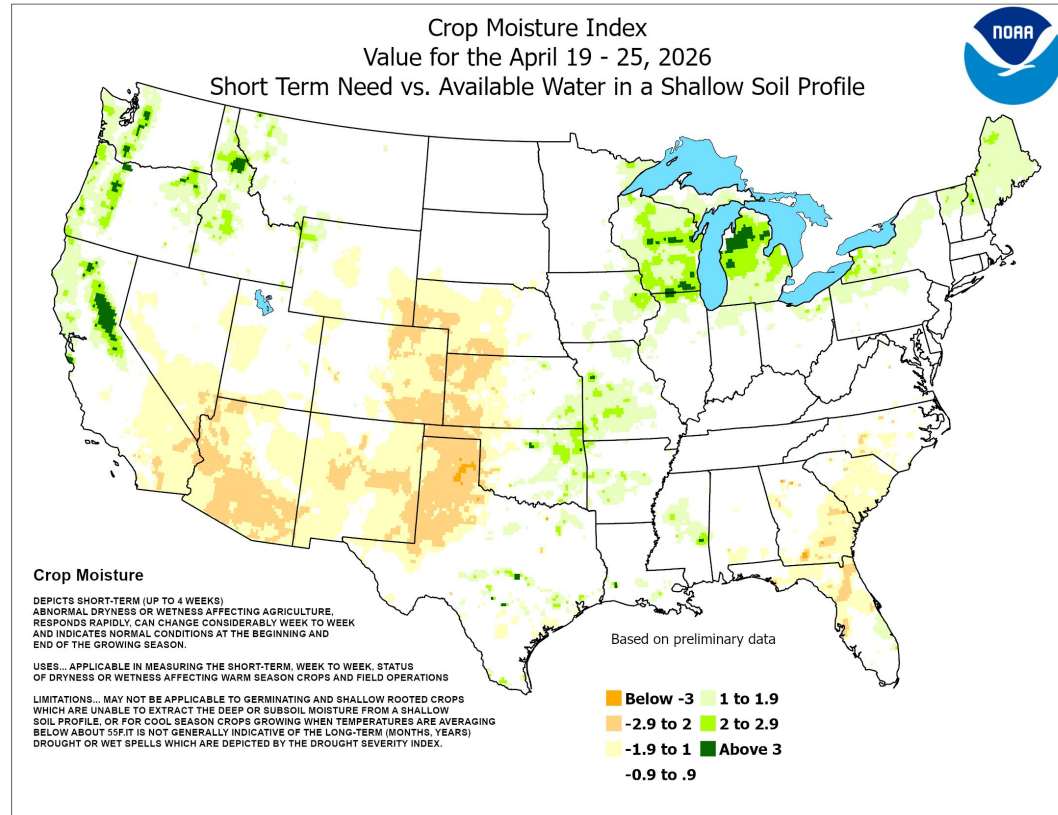 Crop Moisture Index
Value for the April 19 - 25, 2026
Short Term Need vs. Available Water in a Shallow Soil Profile
NOAA
Crop Moisture
DEPICTS SHORT-TERM (UP TO 4 WEEKS)
ABNORMAL DRYNESS OR WETNESS AFFECTING AGRICULTURE,
RESPONDS RAPIDLY, CAN CHANGE CONSIDERABLY WEEK TO WEEK
AND INDICATES NORMAL CONDITIONS AT THE BEGINNING AND
END OF THE GROWING SEASON.
USES... APPLICABLE IN MEASURING THE SHORT-TERM, WEEK TO WEEK, STATUS
OF DRYNESS OR WETNESS AFFECTING WARM SEASON CROPS AND FIELD OPERATIONS
LIMITATIONS... MAY NOT BE APPLICABLE TO GERMINATING AND SHALLOW ROOTED CROPS
WHICH ARE UNABLE TO EXTRACT THE DEEP OR SUBSOIL MOISTURE FROM A SHALLOW
SOIL PROFILE, OR FOR COOL SEASON CROPS GROWING WHEN TEMPERATURES ARE AVERAGING
BELOW ABOUT 55F.IT IS NOT GENERALLY INDICATIVE OF THE LONG-TERM (MONTHS, YEARS)
DROUGHT OR WET SPELLS WHICH ARE DEPICTED BY THE DROUGHT SEVERITY INDEX.
Based on preliminary data
Below -3
-2.9 to 2
-1.9 to 1
-0.9 to .9
1 to 1.9
2 to 2.9
Above 3